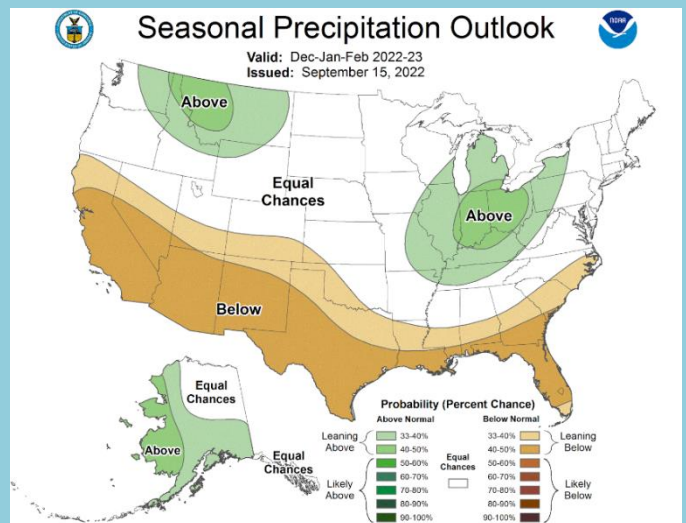 Seasonal Precipitation Outlook
Valid: Dec-Jan-Feb 2022-23
Issued: September 15, 2022
NOAA
Above
Equal
Chances
Above
Below
Equal
Chances
Above
Equal
Chances
Probability (Percent Chance)
Above Normal Below Normal
Leaning Above 33-40% 33-40% Leaning Below
40-50% 40-50%
Likely Above 50-60% Equal Chances 50-60% Likely Below
60-70% 60-70%
70-80% 70-80%
80-90% 80-90%
90-100% 90-100%